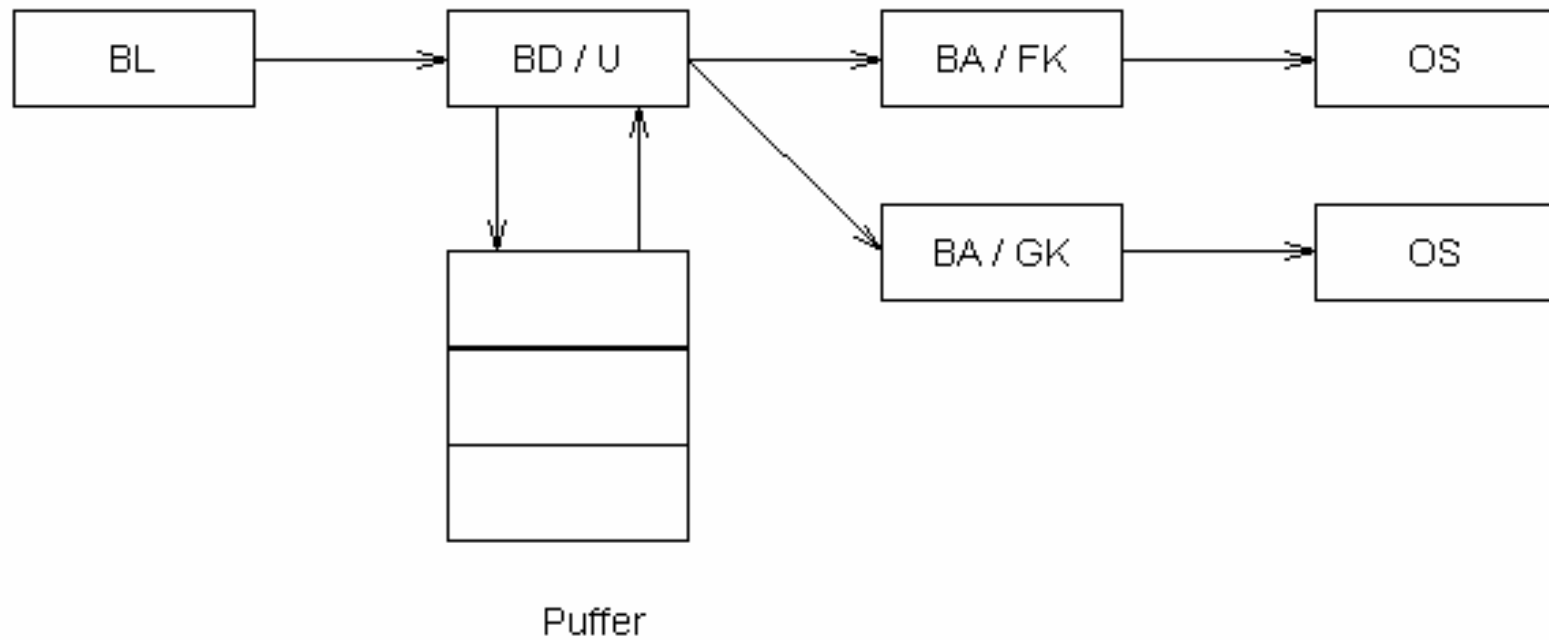 BL
BD / U
BA / FK
OS
BA / GK
OS
Puffer